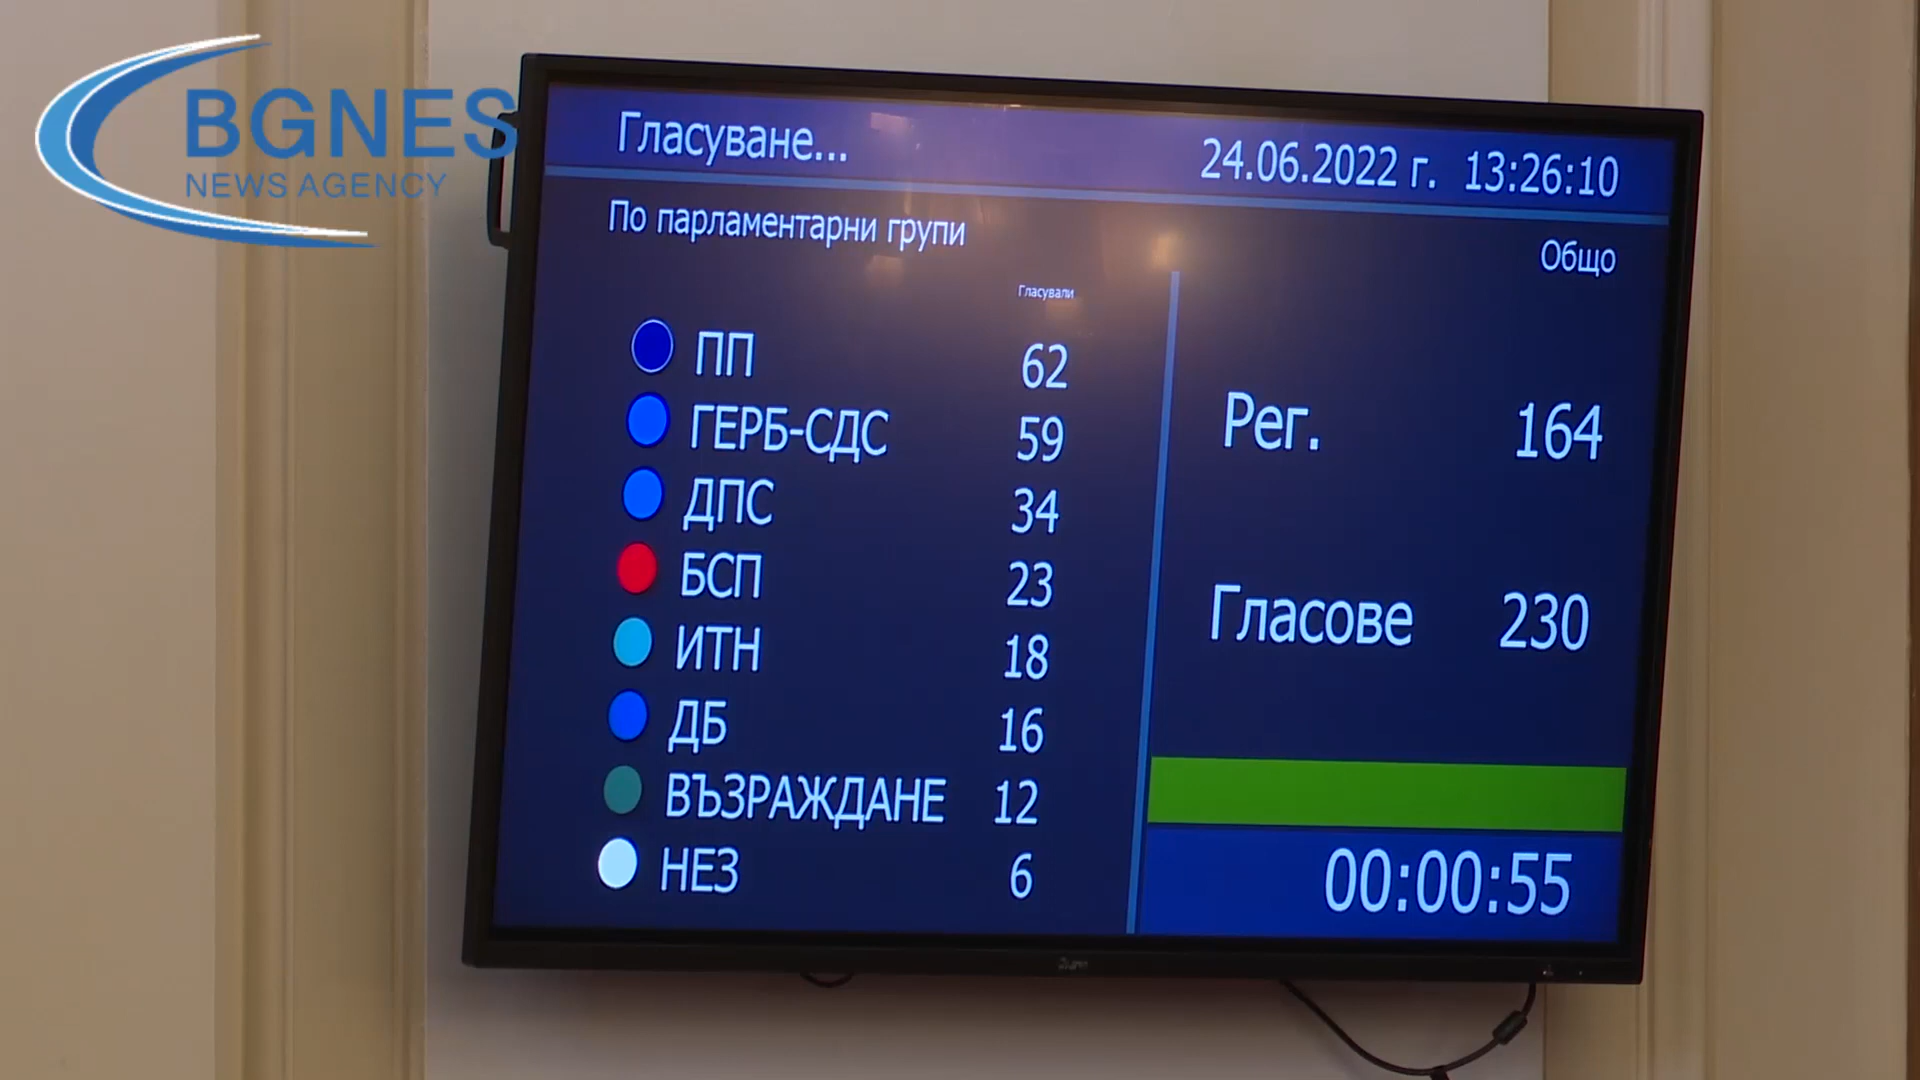 BGNES
NEWS AGENCY
Гласуване... 24.06.2022 г. 13:26:10
По парламентарни групи
Общо
Гласували
ПП 62
ГЕРБ-СДС 59
ДПС 34
БСП 23
ИТН 18
ДБ 16
ВЪЗРАЖДАНЕ 12
НЕЗ 6
Рег. 164
Гласове 230
00:00:55